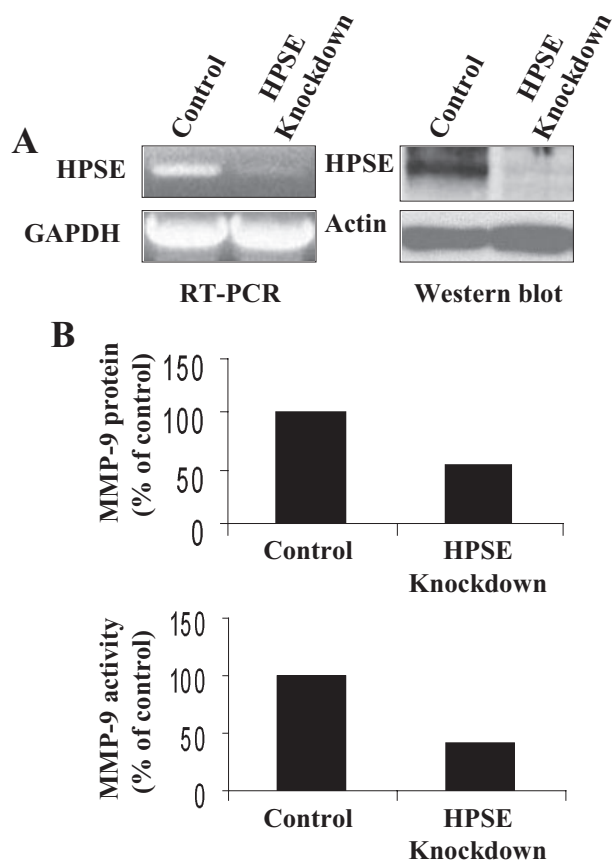 A
Control
HPSE
Knockdown
Control
HPSE
Knockdown
HPSE
HPSE
GAPDH
Actin
RT-PCR
Western blot
B
MMP-9 protein
(% of control)
150
100
50
0
Control
HPSE
Knockdown
MMP-9 activity
(% of control)
150
100
50
0
Control
HPSE
Knockdown